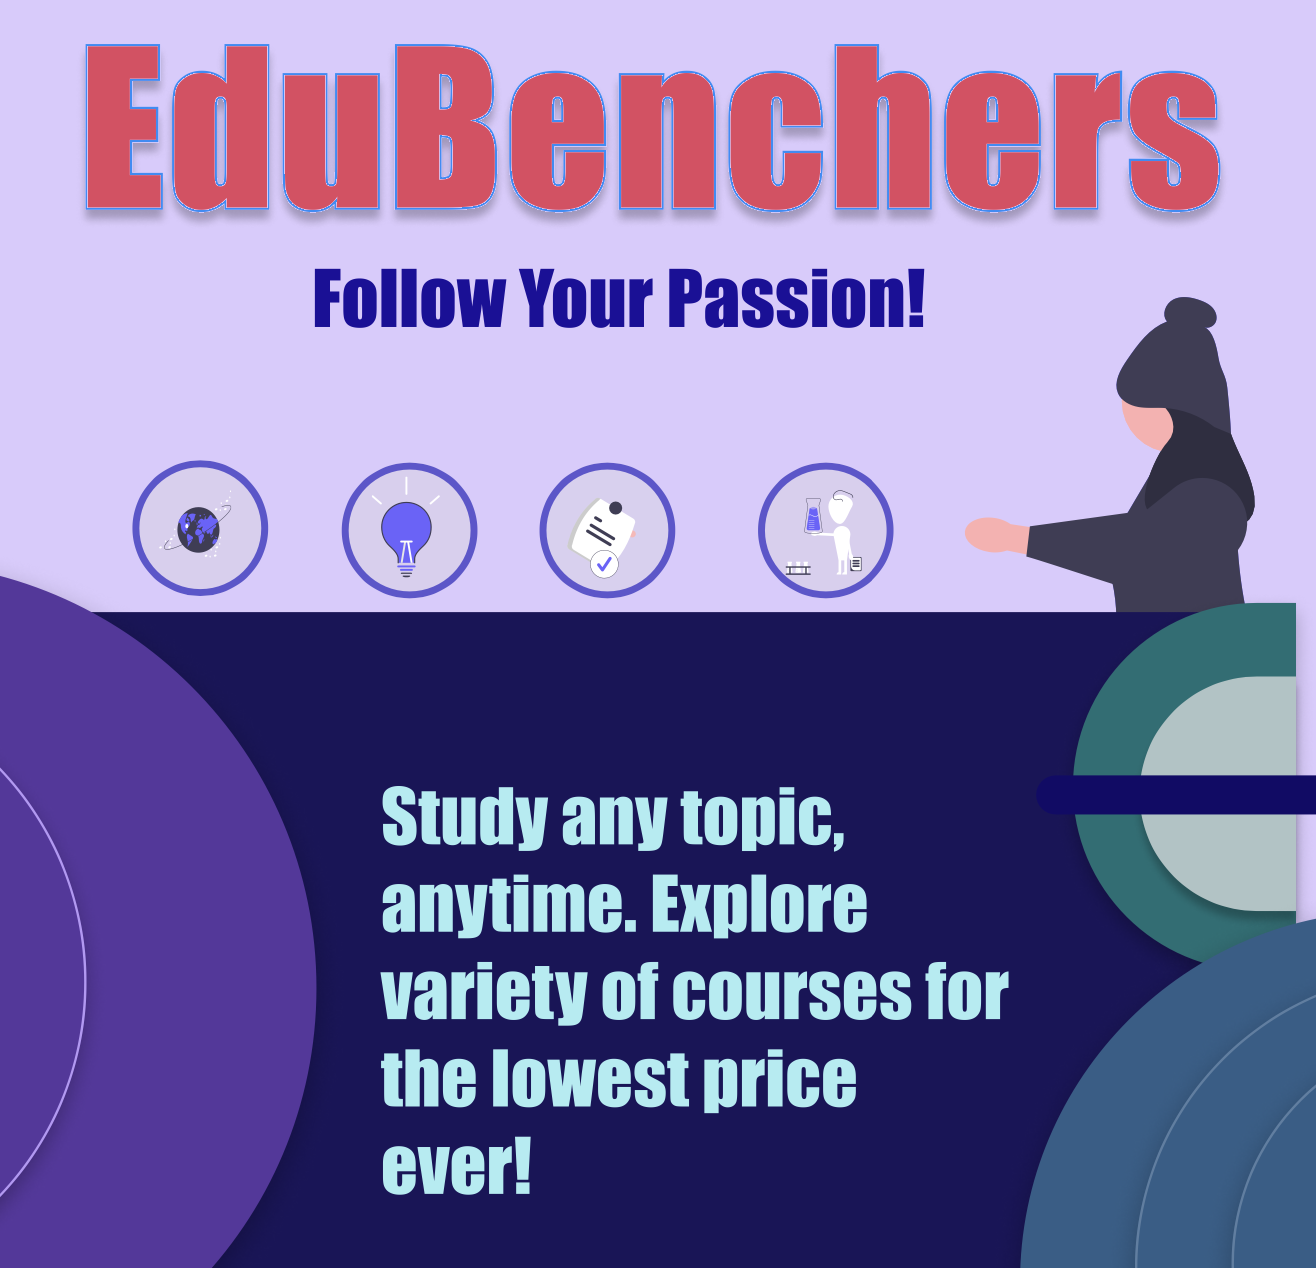 EduBenchers
Follow Your Passion!
Study any topic,
anytime. Explore
variety of courses for
the lowest price
ever!